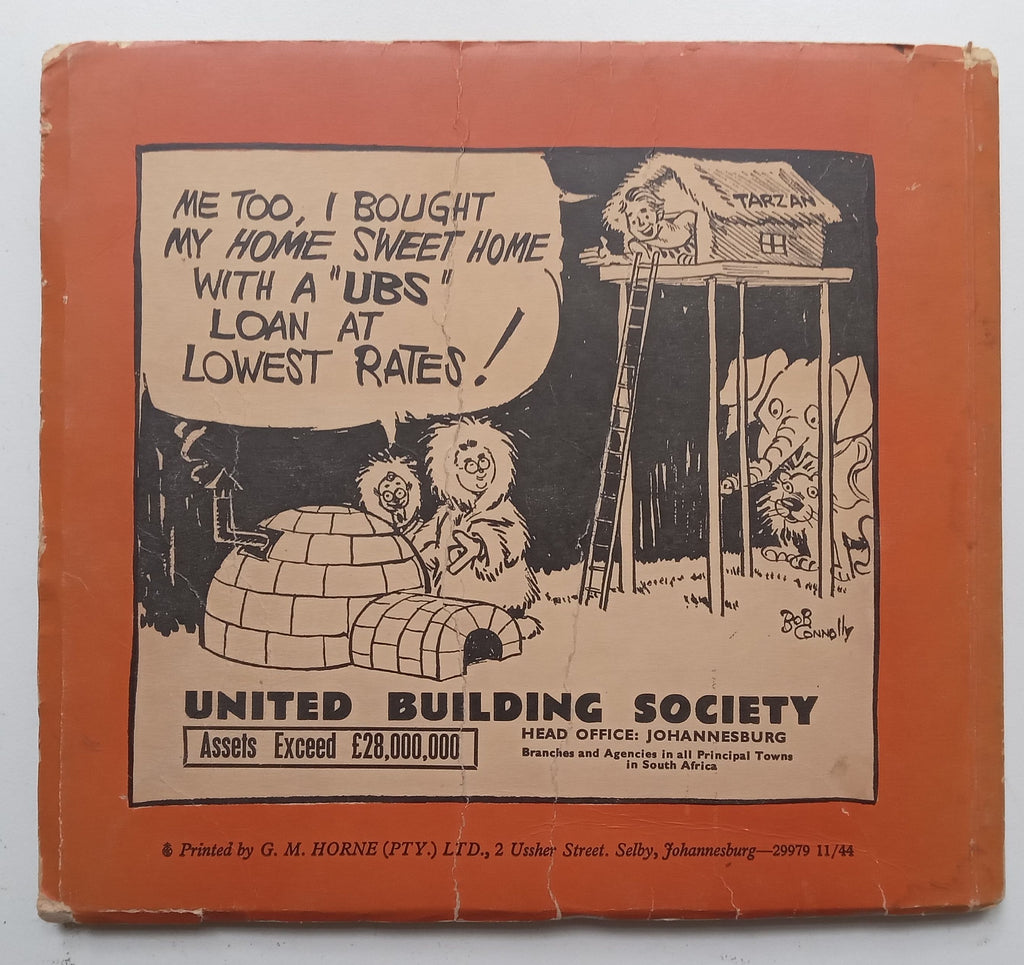 ME TOO, I BOUGHT
MY HOME SWEET HOME
WITH A "UBS"
LOAN AT
LOWEST RATES!
TARZAN
BOB
CONNOLLY
UNITED BUILDING SOCIETY
Assets Exceed £28,000,000
HEAD OFFICE: JOHANNESBURG
Branches and Agencies in all Principal Towns
in South Africa
Printed by G. M. HORNE (PTY.) LTD., 2 Ussher Street. Selby, Johannesburg—29979 11/44